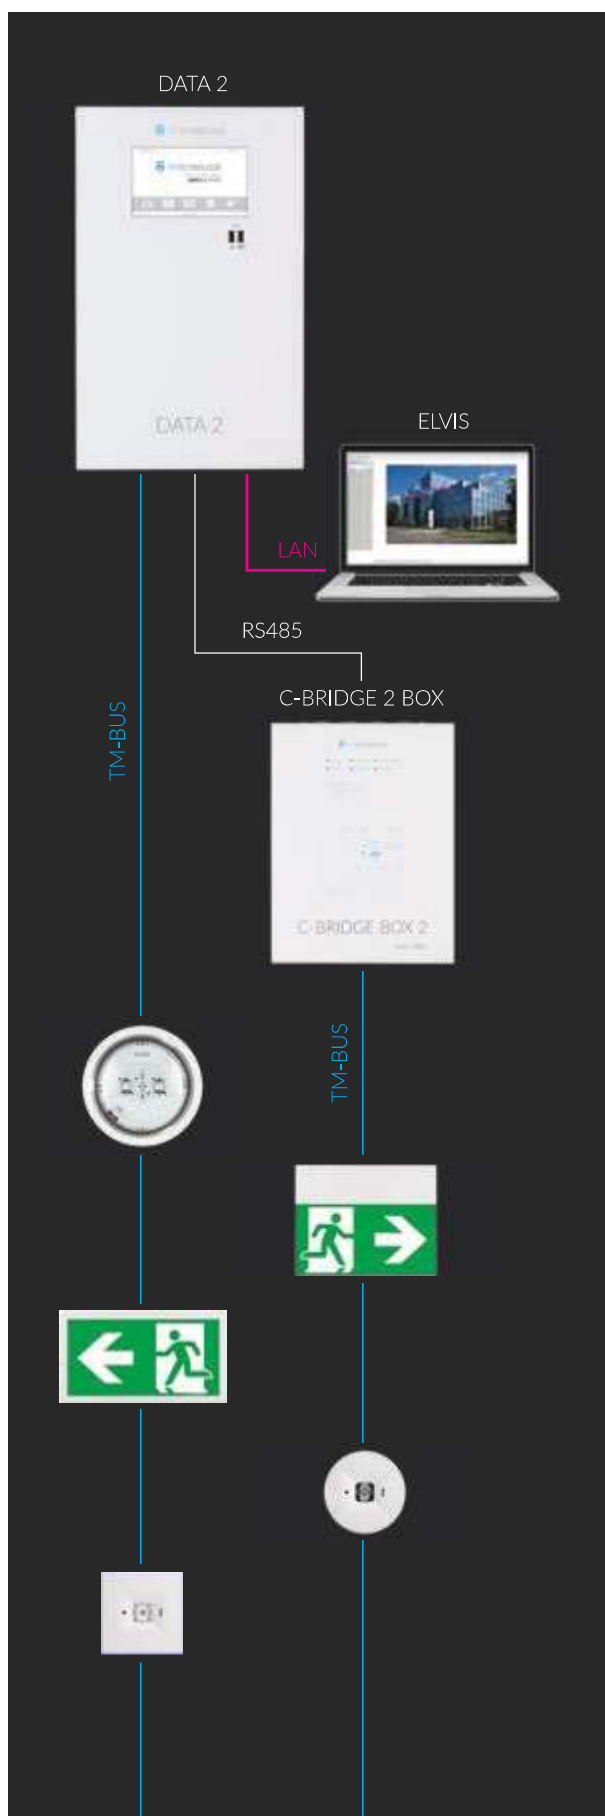 DATA 2
DATA 2
ELVIS
LAN
RS485
C-BRIDGE 2 BOX
TM-BUS
C-BRIDGE BOX 2
TM-BUS